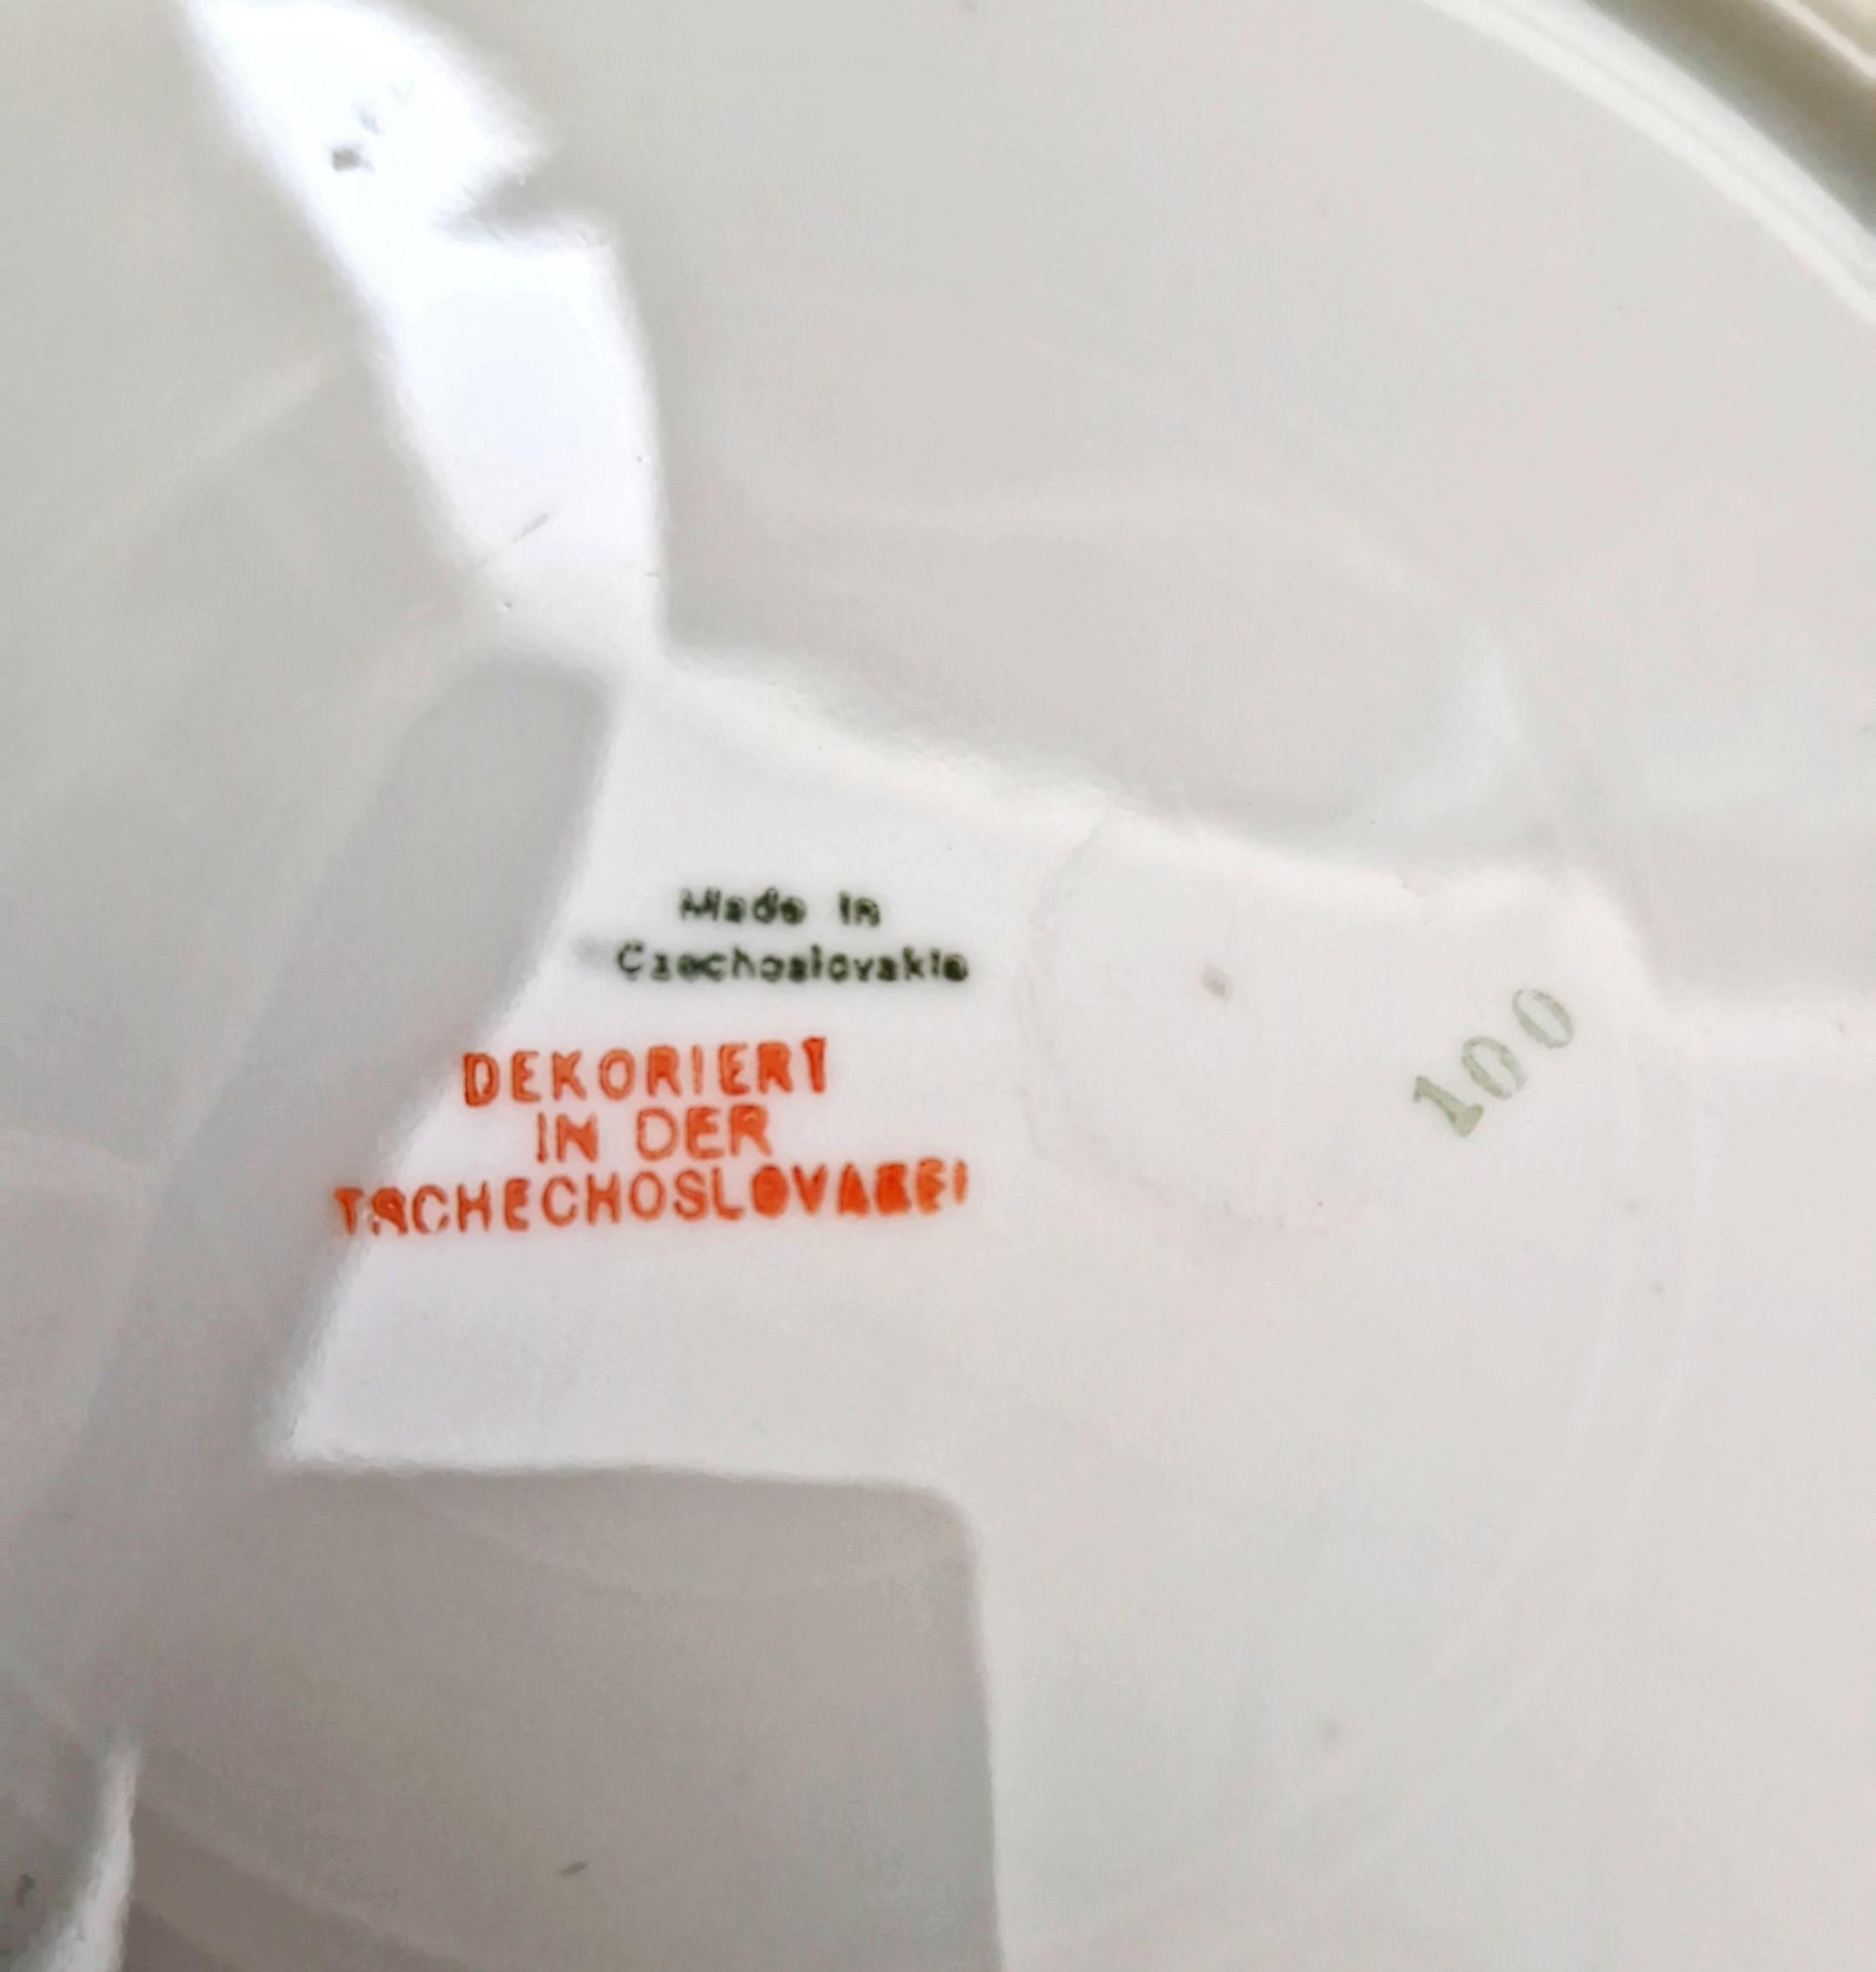 Made in
Czechoslovakia
DEKORIERT
IN DER
TSCHECHOSLOVAKEI
100